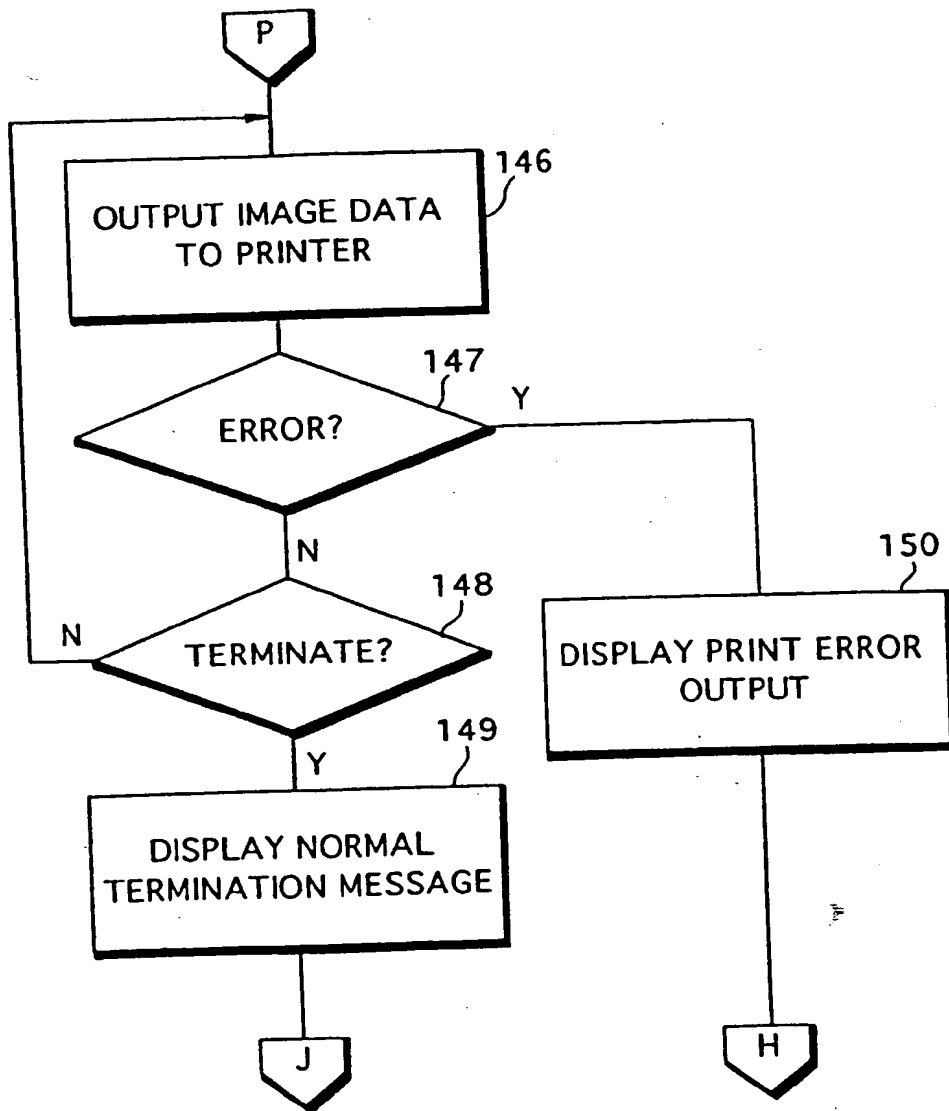 P
146
OUTPUT IMAGE DATA
TO PRINTER
147
ERROR?
Y
N
148
TERMINATE?
N
Y
150
DISPLAY PRINT ERROR
OUTPUT
149
DISPLAY NORMAL
TERMINATION MESSAGE
J
H